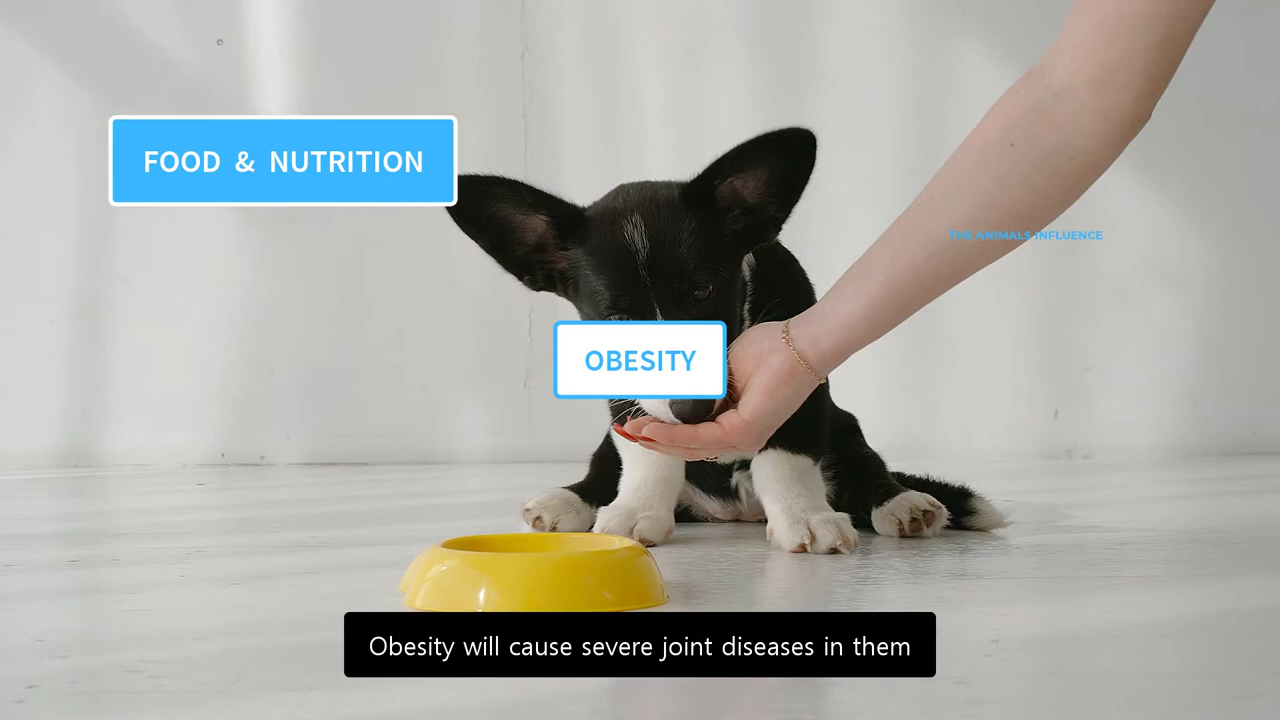 FOOD & NUTRITION
THE ANIMALS INFLUENCE
OBESITY
Obesity will cause severe joint diseases in them